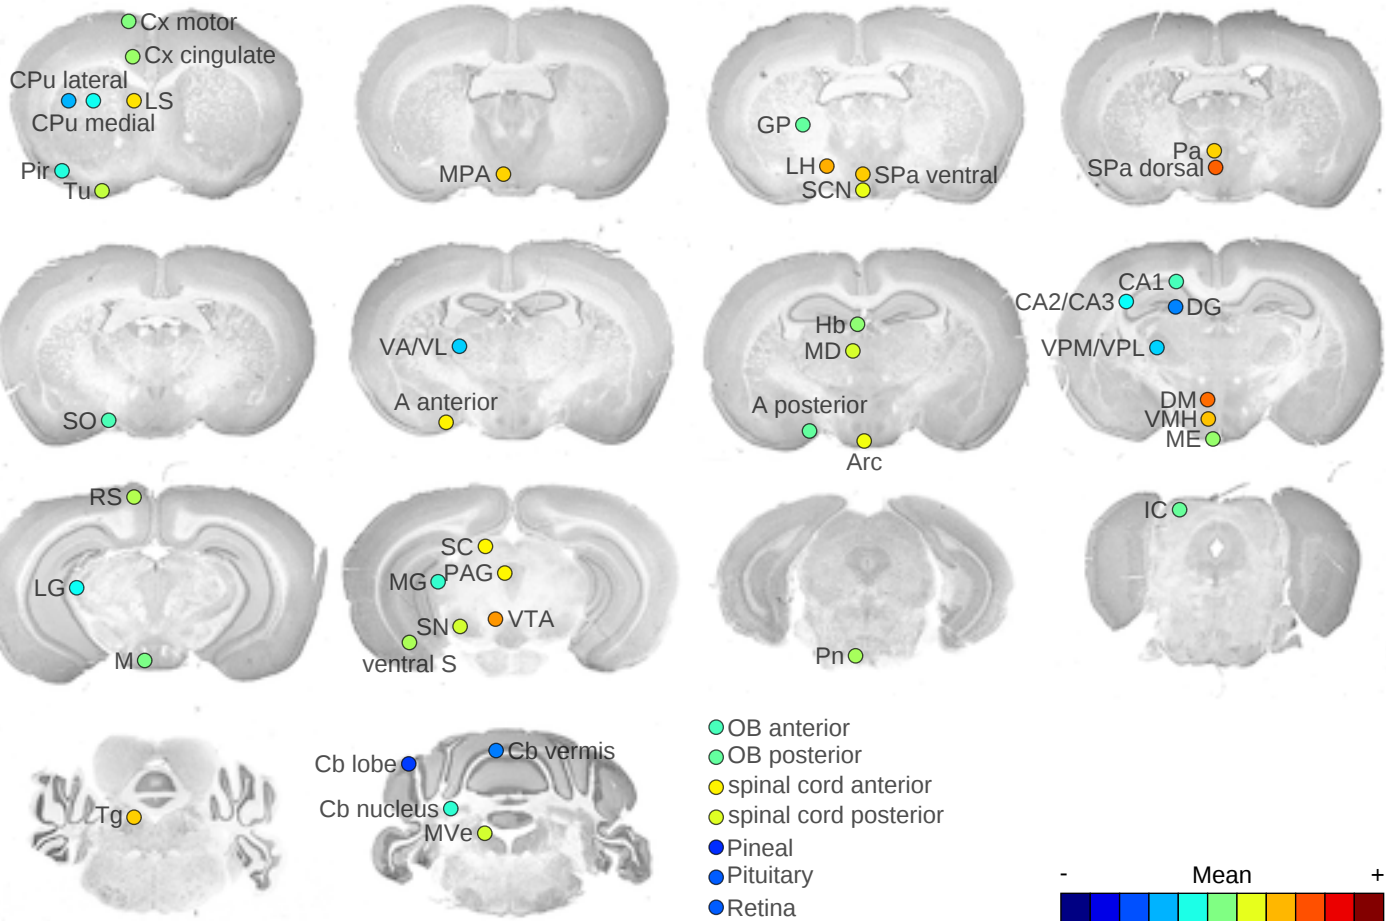 Cx motor
Cx cingulate
CPu lateral
LS
CPu medial
Pir
Tu
MPA
GP
LH
SPa ventral
SCN
Pa
SPa dorsal
SO
VA/VL
A anterior
Hb
MD
A posterior
Arc
CA1
CA2/CA3
DG
VPM/VPL
DM
VMH
ME
RS
LG
M
SC
MG
PAG
SN
VTA
ventral S
Pn
IC
Tg
Cb lobe
Cb vermis
Cb nucleus
MVe
OB anterior
OB posterior
spinal cord anterior
spinal cord posterior
Pineal
Pituitary
Retina
- Mean +